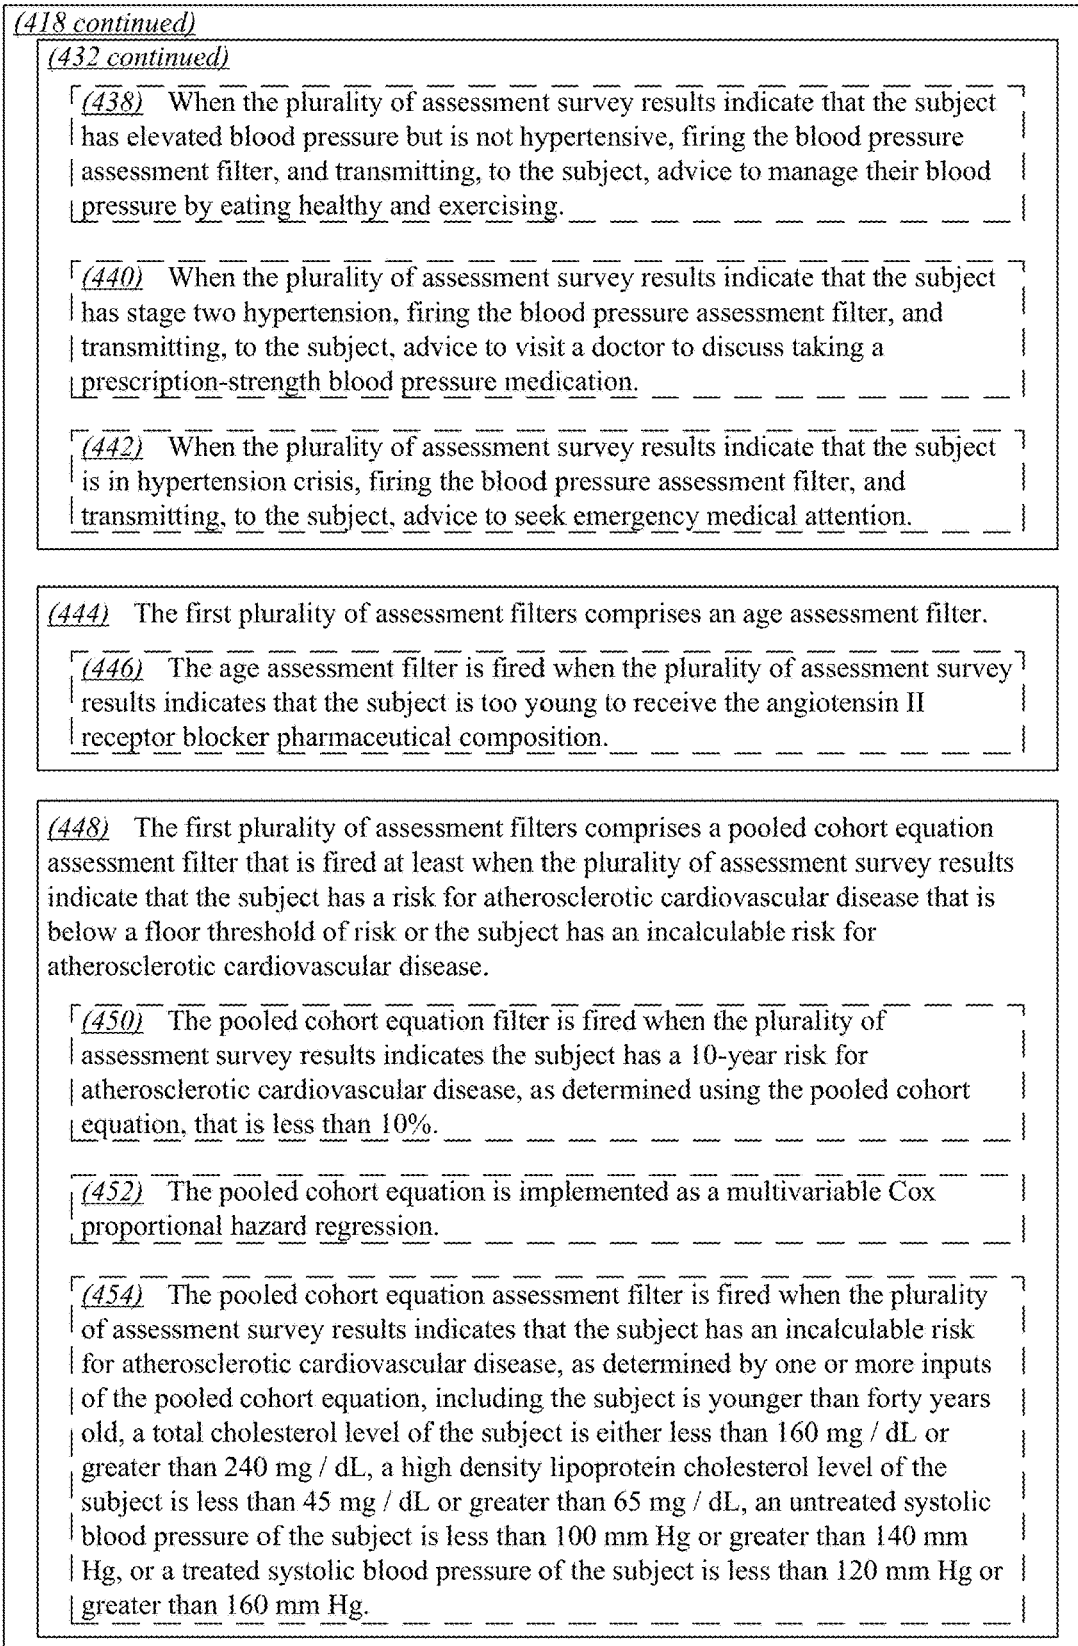 (418 continued)
(432 continued)
(438) When the plurality of assessment survey results indicate that the subject
has elevated blood pressure but is not hypertensive, firing the blood pressure
assessment filter, and transmitting, to the subject, advice to manage their blood
pressure by eating healthy and exercising.
(440) When the plurality of assessment survey results indicate that the subject
has stage two hypertension, firing the blood pressure assessment filter, and
transmitting, to the subject, advice to visit a doctor to discuss taking a
prescription-strength blood pressure medication.
(442) When the plurality of assessment survey results indicate that the subject
is in hypertension crisis, firing the blood pressure assessment filter, and
transmitting, to the subject, advice to seek emergency medical attention.
(444) The first plurality of assessment filters comprises an age assessment filter.
(446) The age assessment filter is fired when the plurality of assessment survey
results indicates that the subject is too young to receive the angiotensin II
receptor blocker pharmaceutical composition.
(448) The first plurality of assessment filters comprises a pooled cohort equation
assessment filter that is fired at least when the plurality of assessment survey results
indicate that the subject has a risk for atherosclerotic cardiovascular disease that is
below a floor threshold of risk or the subject has an incalculable risk for
atherosclerotic cardiovascular disease.
(450) The pooled cohort equation filter is fired when the plurality of
assessment survey results indicates the subject has a 10-year risk for
atherosclerotic cardiovascular disease, as determined using the pooled cohort
equation, that is less than 10%.
(452) The pooled cohort equation is implemented as a multivariable Cox
proportional hazard regression.
(454) The pooled cohort equation assessment filter is fired when the plurality
of assessment survey results indicates that the subject has an incalculable risk
for atherosclerotic cardiovascular disease, as determined by one or more inputs
of the pooled cohort equation, including the subject is younger than forty years
old, a total cholesterol level of the subject is either less than 160 mg / dL or
greater than 240 mg / dL, a high density lipoprotein cholesterol level of the
subject is less than 45 mg / dL or greater than 65 mg / dL, an untreated systolic
blood pressure of the subject is less than 100 mm Hg or greater than 140 mm
Hg, or a treated systolic blood pressure of the subject is less than 120 mm Hg or
greater than 160 mm Hg.